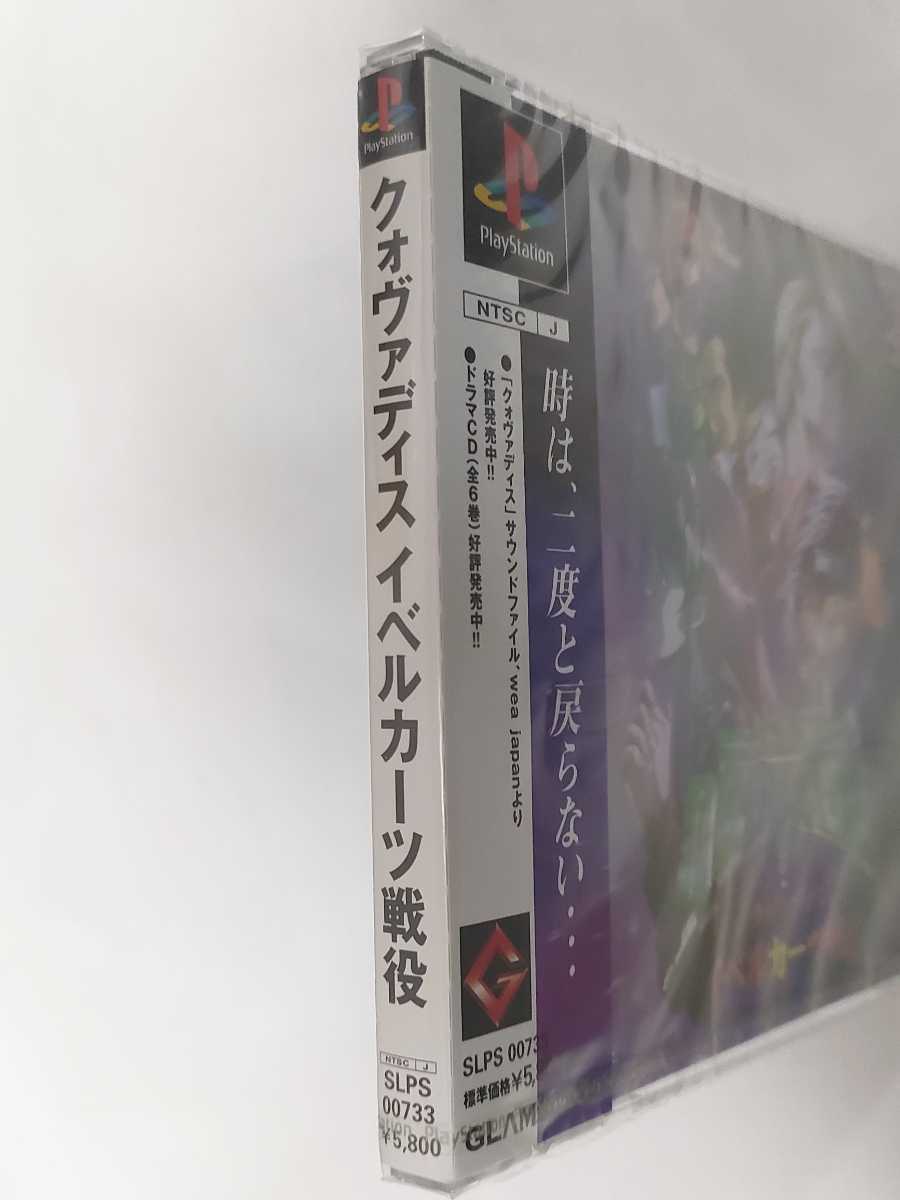 PlayStation
クォヴァディス イベルカーツ戦役
NTSC J
SLPS
00733
¥5,800
PlayStation
NTSC J
●「クォヴァディス」サウンドファイル、wea japanより
好評発売中!!
●ドラマCD(全6巻)好評発売中!!
時は、二度と戻らない・・・
G
SLPS 0073
標準価格¥5,8
GLAMS